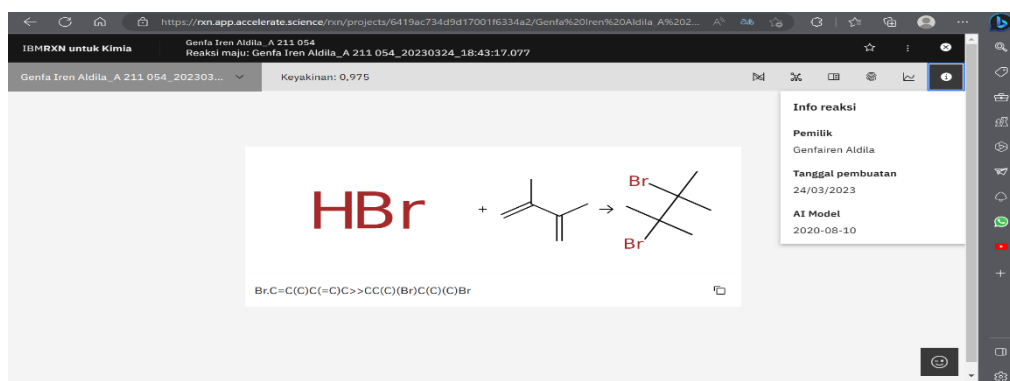 https://rxn.app.accelerate.science/rxn/projects/6419ac734d9d17001f6334a2/Genfa%20Iren%20Aldila_A%202...
IBMRXN untuk Kimia
Genfa Iren Aldila_A 211 054
Reaksi maju: Genfa Iren Aldila_A 211 054_20230324_18:43:17.077
Genfa Iren Aldila_A 211 054_202303...
Keyakinan: 0,975
Info reaksi
Pemilik
Genfairen Aldila
Tanggal pembuatan
24/03/2023
AI Model
2020-08-10
HBr
+
Br
Br
Br.C=C(C)C(=C)C>>CC(C)(Br)C(C)(C)Br